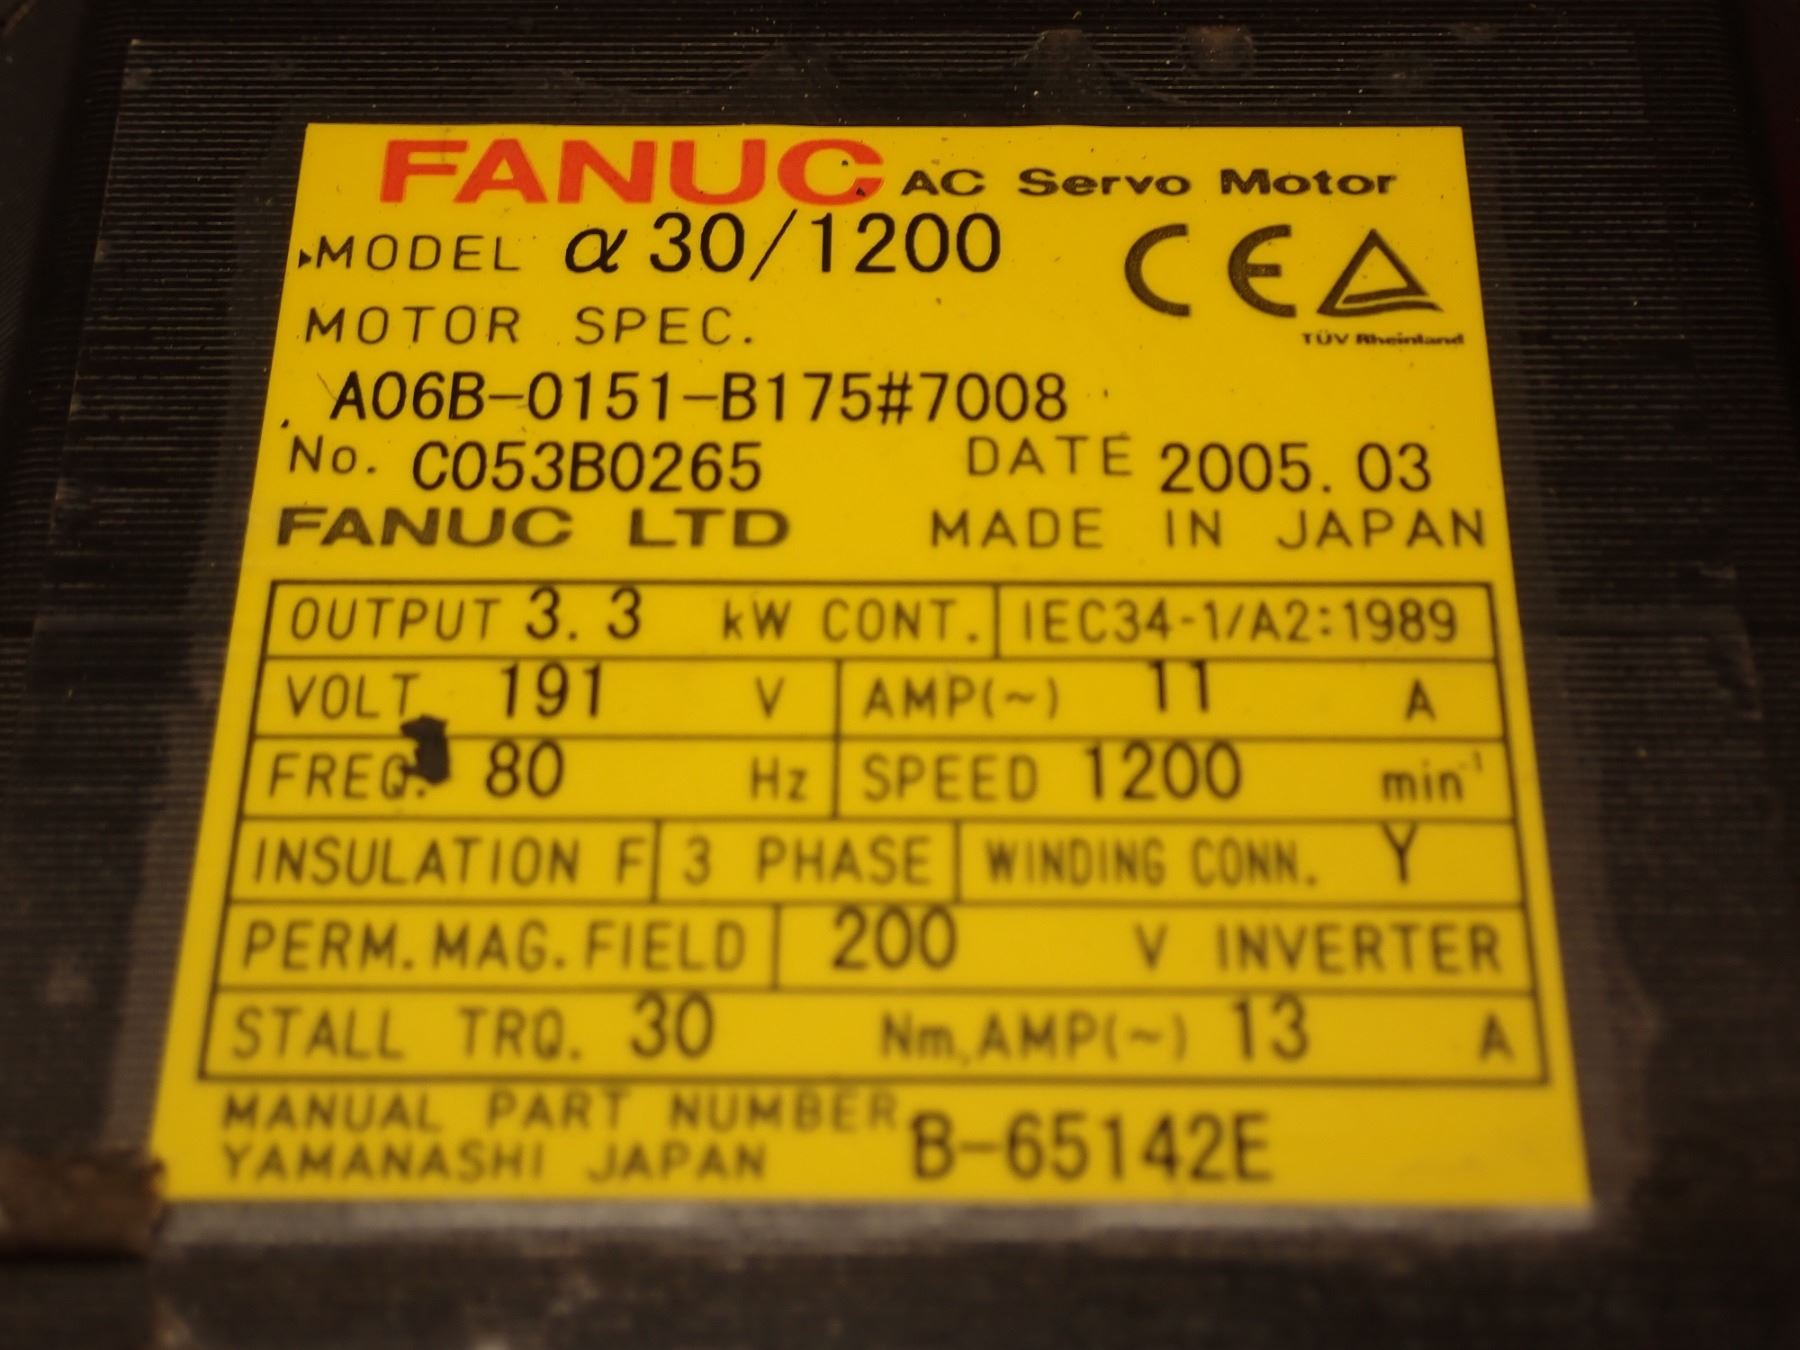 FANUC AC Servo Motor
MODEL α 30/1200
CE
TÜV Rheinland
MOTOR SPEC.
A06B-0151-B175#7008
No. C053B0265 DATE 2005.03
FANUC LTD MADE IN JAPAN
OUTPUT 3.3 kW CONT. IEC34-1/A2:1989
VOLT 191 V AMP(~) 11 A
FREQ. 80 Hz SPEED 1200 min⁻¹
INSULATION F 3 PHASE WINDING CONN. Y
PERM.MAG.FIELD 200 V INVERTER
STALL TRQ. 30 Nm,AMP(~) 13 A
MANUAL PART NUMBER B-65142E
YAMANASHI JAPAN